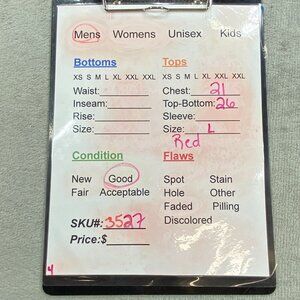 Mens Womens Unisex Kids
Bottoms Tops
XS S M L XL XXL XXL XS S M L XL XXL XXL
Waist: Chest: 21
Inseam: Top-Bottom: 26
Rise: Sleeve:
Size: Size: L
Red
Condition Flaws
New Good Spot Stain
Fair Acceptable Hole Other
Faded Pilling
SKU#: 3527 Discolored
Price:$
4